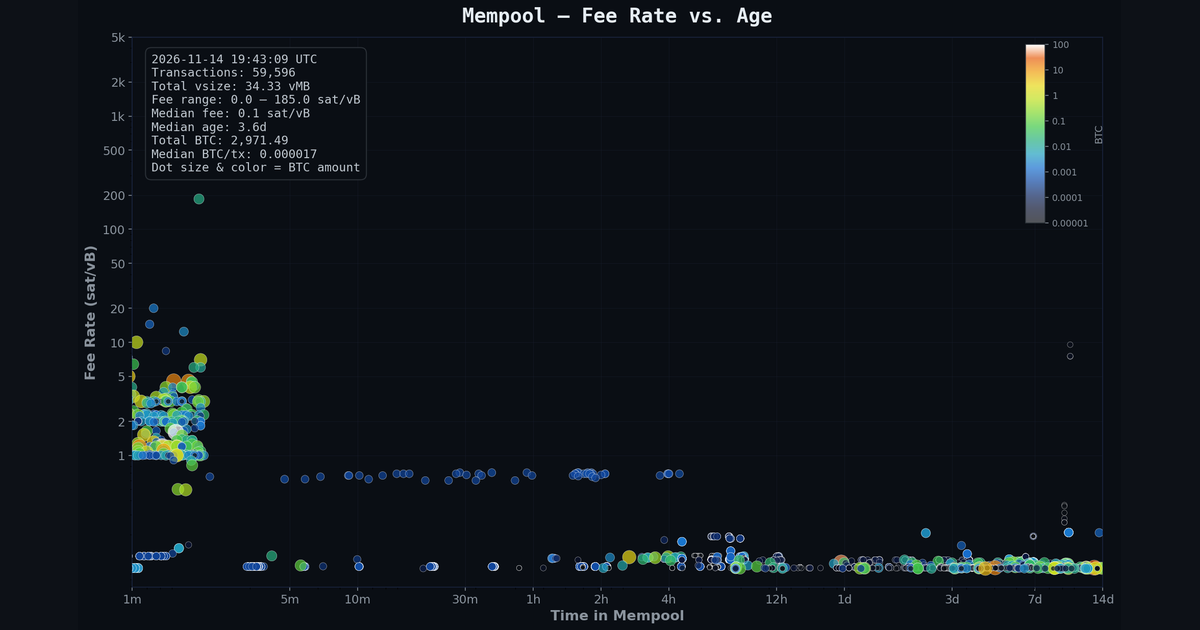 Mempool — Fee Rate vs. Age
5k
2k
1k
500
200
100
50
20
10
5
2
1
Fee Rate (sat/vB)
2026-11-14 19:43:09 UTC
Transactions: 59,596
Total vsize: 34.33 vMB
Fee range: 0.0 — 185.0 sat/vB
Median fee: 0.1 sat/vB
Median age: 3.6d
Total BTC: 2,971.49
Median BTC/tx: 0.000017
Dot size & color = BTC amount
100
10
1
0.1
0.01
0.001
0.0001
0.00001
BTC
1m 5m 10m 30m 1h 2h 4h 12h 1d 3d 7d 14d
Time in Mempool